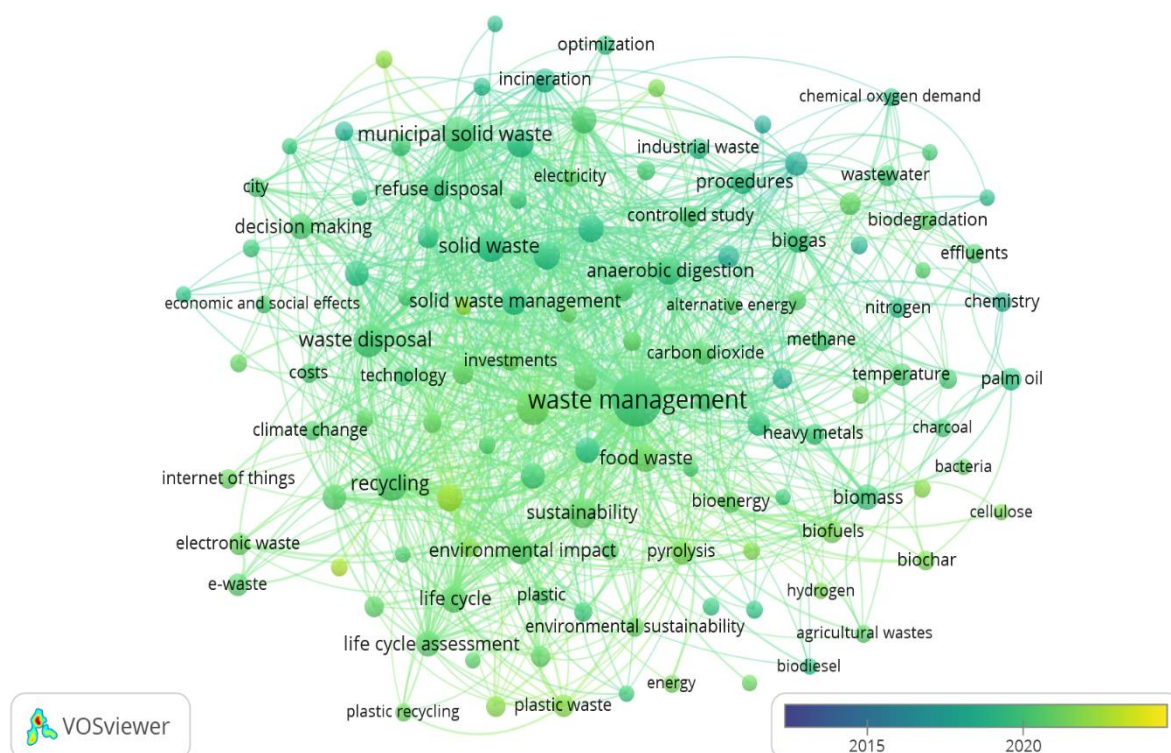 optimization
incineration
chemical oxygen demand
municipal solid waste
industrial waste
electricity
wastewater
city
refuse disposal
procedures
controlled study
biodegradation
decision making
solid waste
biogas
effluents
anaerobic digestion
economic and social effects
solid waste management
alternative energy
nitrogen
chemistry
waste disposal
methane
investments
carbon dioxide
costs
technology
temperature
palm oil
waste management
climate change
heavy metals
charcoal
food waste
internet of things
recycling
bacteria
bioenergy
biomass
sustainability
cellulose
electronic waste
environmental impact
pyrolysis
biofuels
biochar
e-waste
life cycle
plastic
hydrogen
environmental sustainability
agricultural wastes
life cycle assessment
biodiesel
energy
plastic recycling
plastic waste
VOSviewer
2015
2020